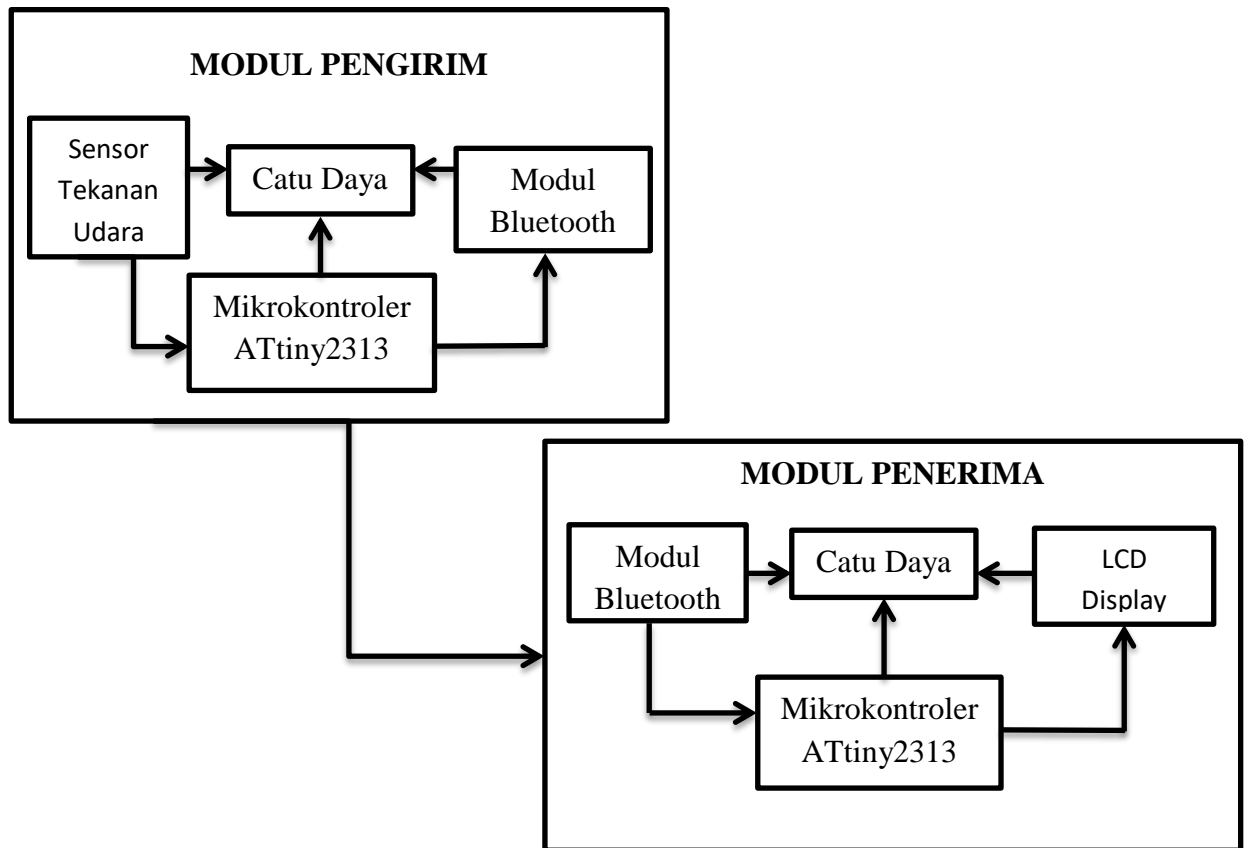 MODUL PENGIRIM
Sensor
Tekanan
Udara
Catu Daya
Modul
Bluetooth
Mikrokontroler
ATtiny2313
MODUL PENERIMA
Modul
Bluetooth
Catu Daya
LCD
Display
Mikrokontroler
ATtiny2313